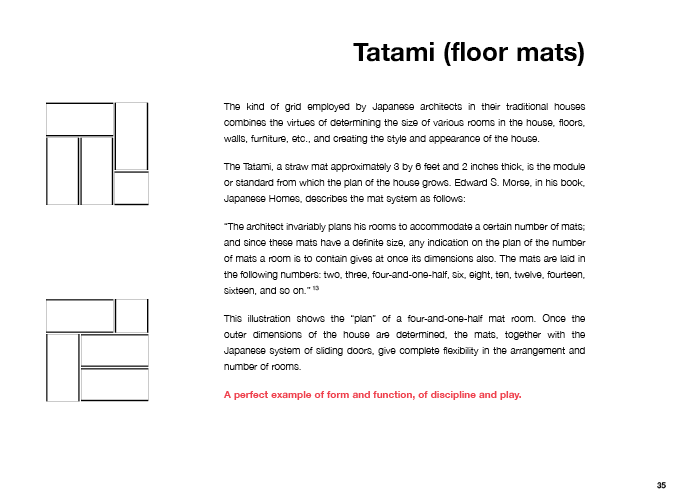 Tatami (floor mats)
The kind of grid employed by Japanese architects in their traditional houses
combines the virtues of determining the size of various rooms in the house, floors,
walls, furniture, etc., and creating the style and appearance of the house.
The Tatami, a straw mat approximately 3 by 6 feet and 2 inches thick, is the module
or standard from which the plan of the house grows. Edward S. Morse, in his book,
Japanese Homes, describes the mat system as follows:
“The architect invariably plans his rooms to accommodate a certain number of mats;
and since these mats have a definite size, any indication on the plan of the number
of mats a room is to contain gives at once its dimensions also. The mats are laid in
the following numbers: two, three, four-and-one-half, six, eight, ten, twelve, fourteen,
sixteen, and so on.” 13
This illustration shows the “plan” of a four-and-one-half mat room. Once the
outer dimensions of the house are determined, the mats, together with the
Japanese system of sliding doors, give complete flexibility in the arrangement and
number of rooms.
A perfect example of form and function, of discipline and play.
35